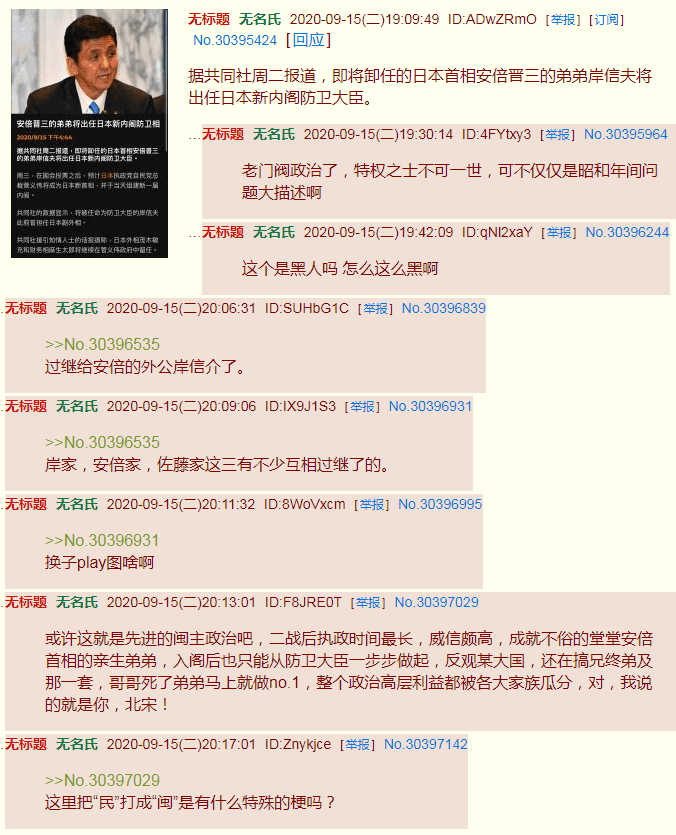 无标题 无名氏 2020-09-15(二)19:09:49 ID:ADwZRmO [举报] [订阅]
No.30395424 [回应]
安倍晋三的弟弟将出任日本新内阁防卫相
2020/9/15 下午4:44
据共同社周二报道,即将卸任的日本首相安倍晋三
的弟弟岸信夫将出任日本新内阁防卫大臣。
周三,在国会投票之后,预计日本执政党自民党总
裁菅义伟将成为日本新首相,并于当天组建新一届
内阁。
共同社的数据显示,将被任命为防卫大臣的岸信夫
此前曾担任日本副外相。
共同社援引知情人士的话报道称,日本外相茂木敏
充和财务相麻生太郎将继续在菅义伟政府中留任。
据共同社周二报道,即将卸任的日本首相安倍晋三的弟弟岸信夫将
出任日本新内阁防卫大臣。
…无标题 无名氏 2020-09-15(二)19:30:14 ID:4FYtxy3 [举报] No.30395964
老门阀政治了,特权之士不可一世,可不仅仅是昭和年间问
题大描述啊
…无标题 无名氏 2020-09-15(二)19:42:09 ID:qNl2xaY [举报] No.30396244
这个是黑人吗 怎么这么黑啊
无标题 无名氏 2020-09-15(二)20:06:31 ID:SUHbG1C [举报] No.30396839
>>No.30396535
过继给安倍的外公岸信介了。
无标题 无名氏 2020-09-15(二)20:09:06 ID:IX9J1S3 [举报] No.30396931
>>No.30396535
岸家,安倍家,佐藤家这三有不少互相过继了的。
无标题 无名氏 2020-09-15(二)20:11:32 ID:8WoVxcm [举报] No.30396995
>>No.30396931
换子play图啥啊
无标题 无名氏 2020-09-15(二)20:13:01 ID:F8JRE0T [举报] No.30397029
或许这就是先进的闽主政治吧,二战后执政时间最长,威信颇高,成就不俗的堂堂安倍
首相的亲生弟弟,入阁后也只能从防卫大臣一步步做起,反观某大国,还在搞兄终弟及
那一套,哥哥死了弟弟马上就做no.1,整个政治高层利益都被各大家族瓜分,对,我说
的就是你,北宋!
无标题 无名氏 2020-09-15(二)20:17:01 ID:Znykjce [举报] No.30397142
>>No.30397029
这里把“民”打成“闽”是有什么特殊的梗吗?